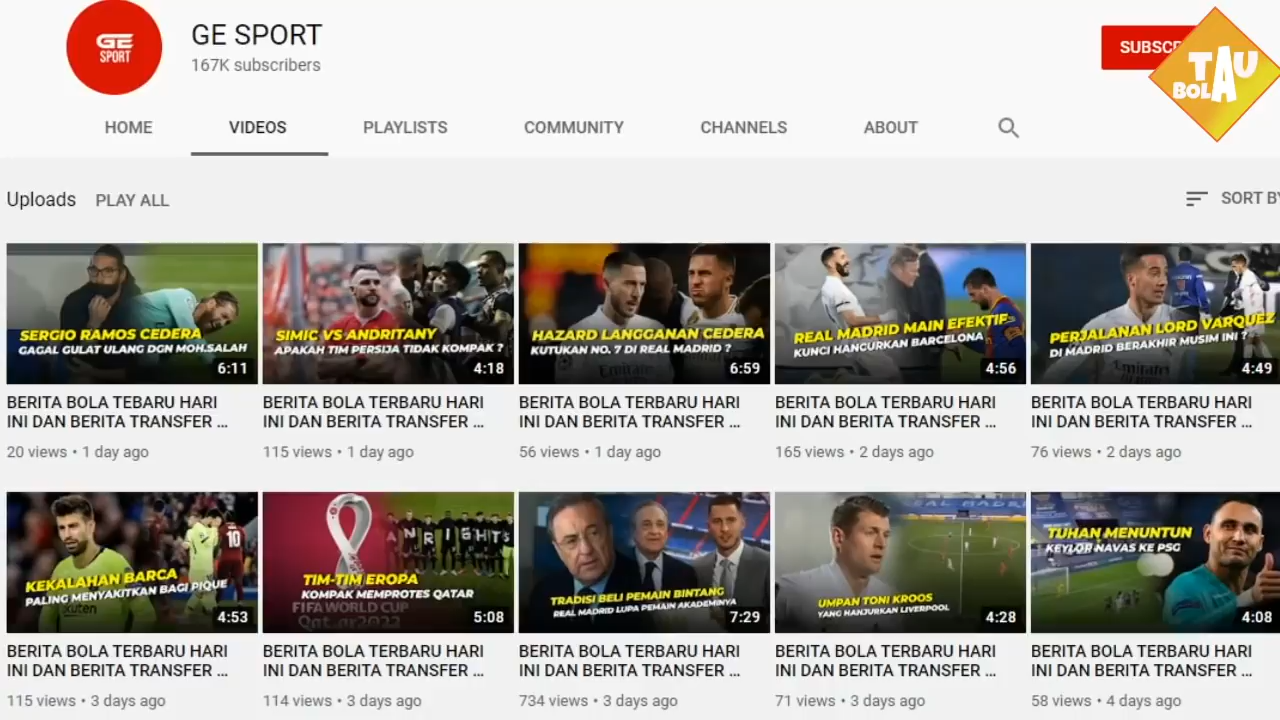 GE
SPORT
GE SPORT
167K subscribers
TAU
BOLA
HOME
VIDEOS
PLAYLISTS
COMMUNITY
CHANNELS
ABOUT
Uploads
PLAY ALL
SORT
SERGIO RAMOS CEDERA
GAGAL GULAT ULANG DGN MOH.SALAH
6:11
SIMIC VS ANDRITANY
APAKAH TIM PERSIJA TIDAK KOMPAK ?
4:18
HAZARD LANGGANAN CEDERA
KUTUKAN NO. 7 DI REAL MADRID ?
6:59
REAL MADRID MAIN EFEKTIF
KUNCI HANCURKAN BARCELONA
4:56
PERJALANAN LORD VARQUEZ
DI MADRID BERAKHIR MUSIM INI ?
4:49
BERITA BOLA TEBARU HARI
INI DAN BERITA TRANSFER ...
20 views • 1 day ago
BERITA BOLA TERBARU HARI
INI DAN BERITA TRANSFER ...
115 views • 1 day ago
BERITA BOLA TERBARU HARI
INI DAN BERITA TRANSFER ...
56 views • 1 day ago
BERITA BOLA TERBARU HARI
INI DAN BERITA TRANSFER ...
165 views • 2 days ago
BERITA BOLA TERBARU HARI
INI DAN BERITA TRANSFER ...
76 views • 2 days ago
KEKALAHAN BARCA
PALING MENYAKITKAN BAGI PIQUE
10
4:53
TIM-TIM EROPA
KOMPAK MEMPROTES QATAR
FIFA WORLD CUP
Qatar2022
5:08
TRADISI BELI PEMAIN BINTANG
REAL MADRID LUPA PEMAIN AKADEMINYA
7:29
UMPAN TONI KROOS
YANG HANJURKAN LIVERPOOL
4:28
TUHAN MENUNTUN
KEYLOR NAVAS KE PSG
4:08
BERITA BOLA TERBARU HARI
INI DAN BERITA TRANSFER ...
115 views • 3 days ago
BERITA BOLA TERBARU HARI
INI DAN BERITA TRANSFER ...
114 views • 3 days ago
BERITA BOLA TERBARU HARI
INI DAN BERITA TRANSFER ...
734 views • 3 days ago
BERITA BOLA TERBARU HARI
INI DAN BERITA TRANSFER ...
71 views • 3 days ago
BERITA BOLA TERBARU HARI
INI DAN BERITA TRANSFER ...
58 views • 4 days ago